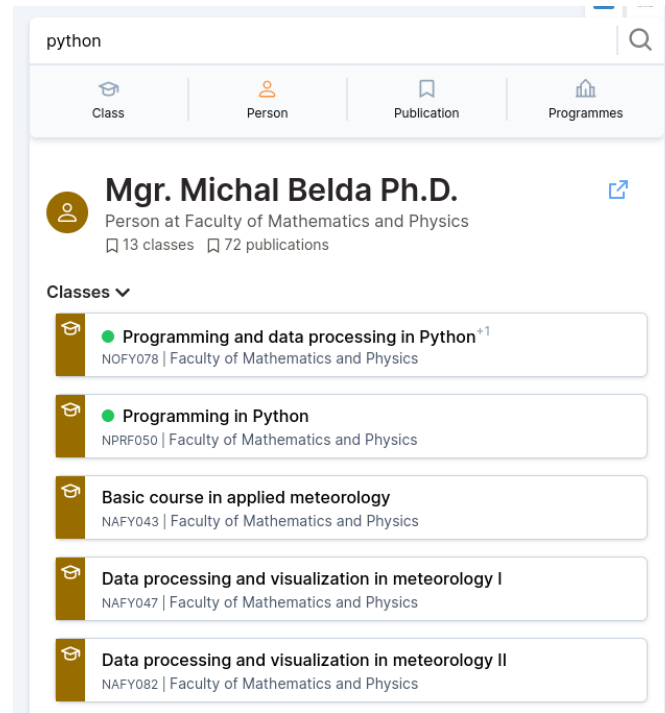 python
Class
Person
Publication
Programmes
Mgr. Michal Belda Ph.D.
Person at Faculty of Mathematics and Physics
13 classes 72 publications
Classes
Programming and data processing in Python+1
NOFY078 | Faculty of Mathematics and Physics
Programming in Python
NPRF050 | Faculty of Mathematics and Physics
Basic course in applied meteorology
NAFY043 | Faculty of Mathematics and Physics
Data processing and visualization in meteorology I
NAFY047 | Faculty of Mathematics and Physics
Data processing and visualization in meteorology II
NAFY082 | Faculty of Mathematics and Physics